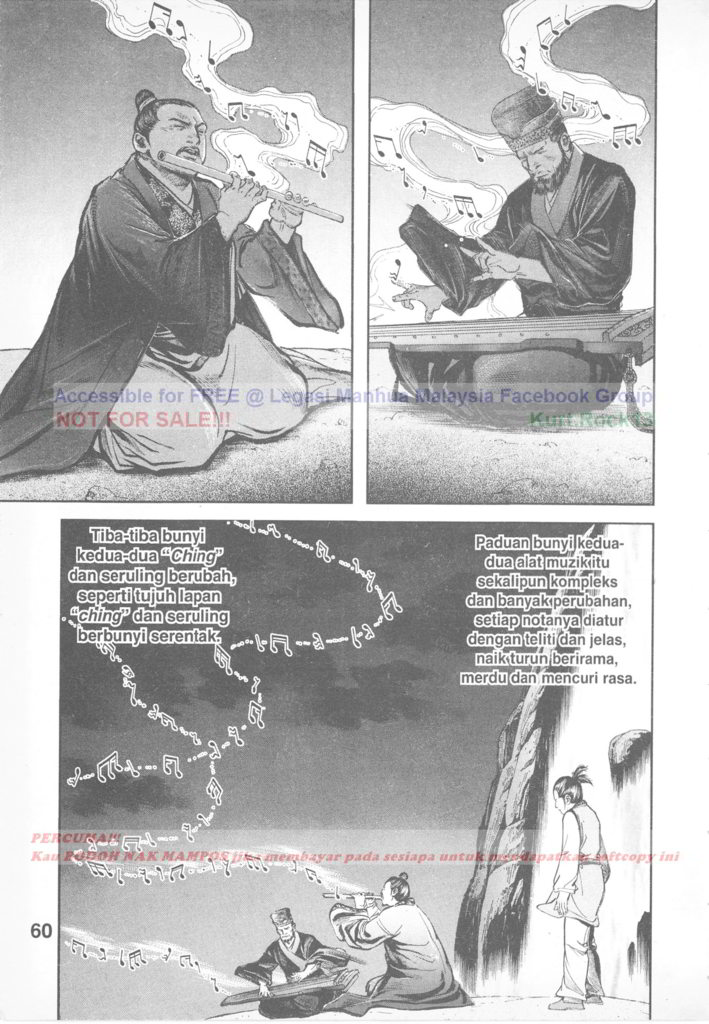 Accessible for FREE @ Legasi Manhua Malaysia Facebook Group
NOT FOR SALE!!!
Kuri Rock13
Tiba-tiba bunyi
kedua-dua “Ching”
dan seruling berubah,
seperti tujuh lapan
“ching” dan seruling
berbunyi serentak.
Paduan bunyi kedua-
dua alat muzik itu
sekalipun kompleks
dan banyak perubahan,
setiap notanya diatur
dengan teliti dan jelas,
naik turun berirama,
merdu dan mencuri rasa.
PERCUMA!!!
Kau BODOH NAK MAMPOS jika membayar pada sesiapa untuk mendapatkan softcopy ini
60